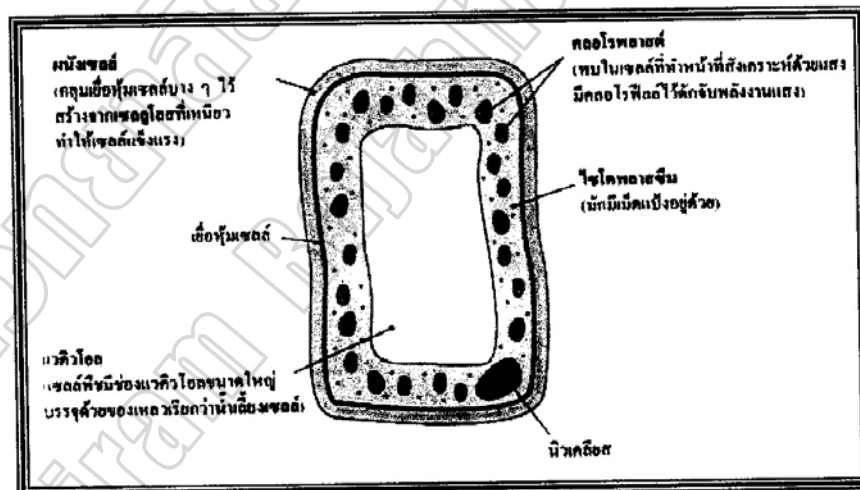 ผนังเซลล์
(กลุ่มเยื่อหุ้มเซลล์บาง ๆ ไว้
สร้างจากเซลลูโลสที่เหนียว
ทำให้เซลล์แข็งแรง)
คลอโรพลาสต์
(พบในเซลล์ที่ทำหน้าที่สังเคราะห์ด้วยแสง
มีคลอโรฟิลล์ไว้ดักจับพลังงานแสง)
ไซโตพลาสซึม
(มักมีเม็ดแป้งอยู่ด้วย)
เยื่อหุ้มเซลล์
แวคิวโอล
(เซลล์พืชมีช่องแวคิวโอลขนาดใหญ่
บรรจุด้วยของเหลวเรียกว่าน้ำเลี้ยงเซลล์)
นิวเคลียส